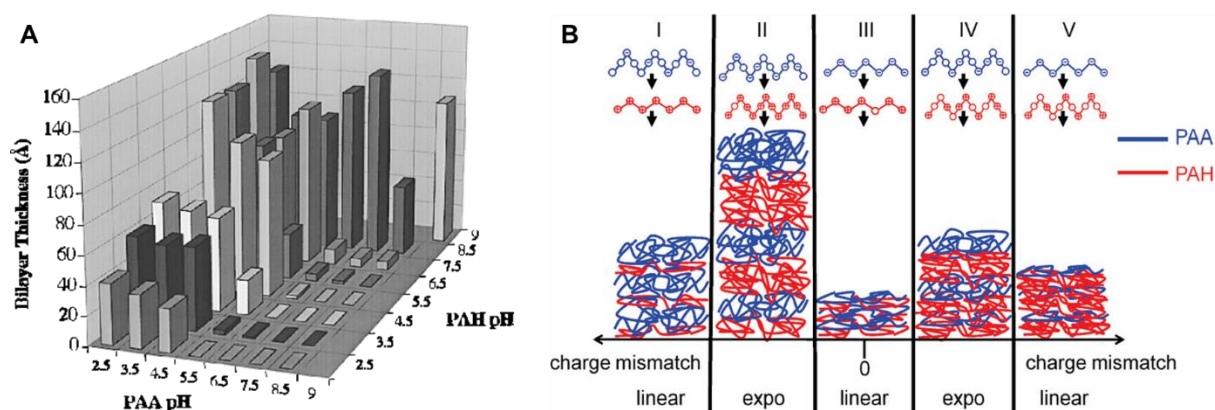 A
Bilayer Thickness (Å)
160
140
120
100
80
60
40
20
0
2.5
3.5
4.5
5.5
6.5
7.5
8.5
9
PAA pH
2.5
3.5
4.5
5.5
6.5
7.5
8.5
9
PAH pH
B
I II III IV V
PAA
PAH
charge mismatch 0 charge mismatch
linear expo linear expo linear